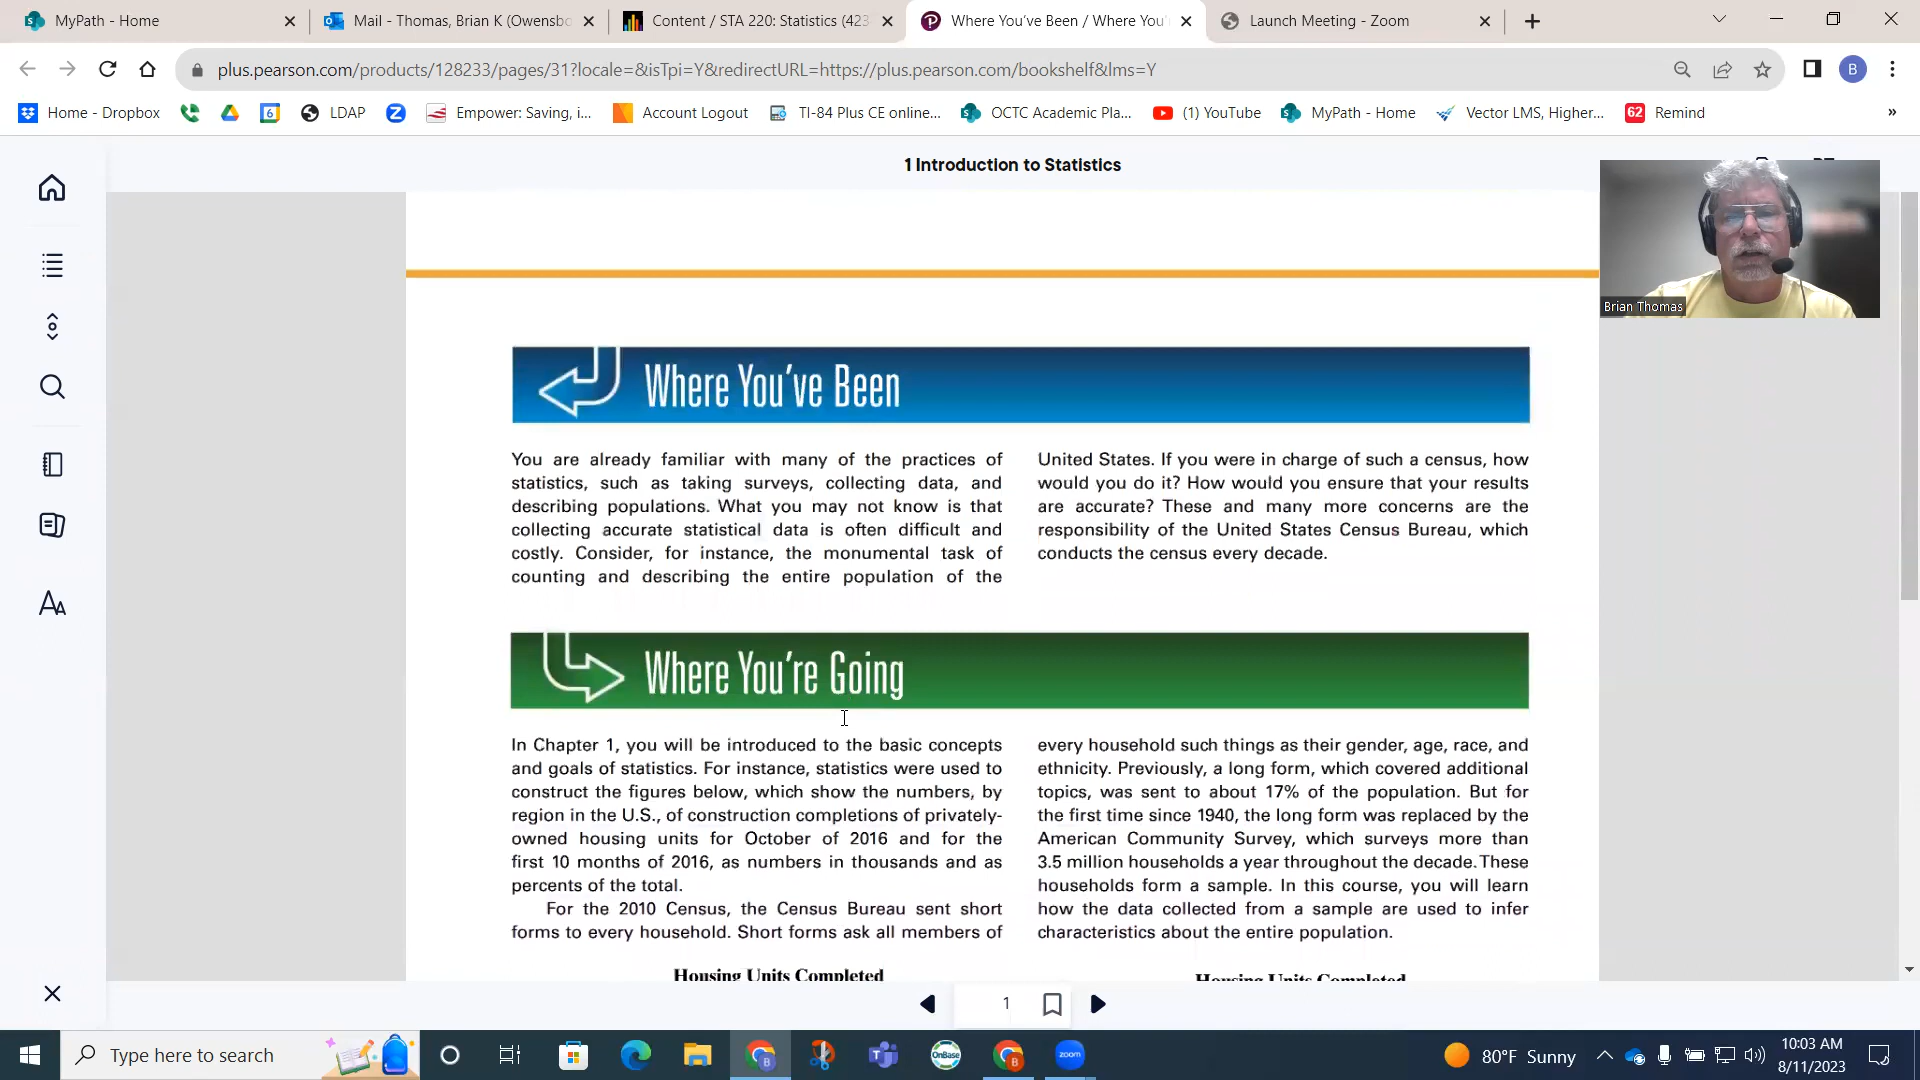 MyPath - Home
Mail - Thomas, Brian K (Owensbo
Content / STA 220: Statistics (423
Where You've Been / Where You'
Launch Meeting - Zoom
plus.pearson.com/products/128233/pages/31?locale=&isTpi=Y&redirectURL=https://plus.pearson.com/bookshelf&lms=Y
B
Home - Dropbox
6
LDAP
Empower: Saving, i...
Account Logout
TI-84 Plus CE online...
OCTC Academic Pla...
(1) YouTube
MyPath - Home
Vector LMS, Higher...
62
Remind
»
1 Introduction to Statistics
Brian Thomas
Where You've Been
You are already familiar with many of the practices of
statistics, such as taking surveys, collecting data, and
describing populations. What you may not know is that
collecting accurate statistical data is often difficult and
costly. Consider, for instance, the monumental task of
counting and describing the entire population of the
United States. If you were in charge of such a census, how
would you do it? How would you ensure that your results
are accurate? These and many more concerns are the
responsibility of the United States Census Bureau, which
conducts the census every decade.
Where You're Going
In Chapter 1, you will be introduced to the basic concepts
and goals of statistics. For instance, statistics were used to
construct the figures below, which show the numbers, by
region in the U.S., of construction completions of privately-
owned housing units for October of 2016 and for the
first 10 months of 2016, as numbers in thousands and as
percents of the total.
For the 2010 Census, the Census Bureau sent short
forms to every household. Short forms ask all members of
every household such things as their gender, age, race, and
ethnicity. Previously, a long form, which covered additional
topics, was sent to about 17% of the population. But for
the first time since 1940, the long form was replaced by the
American Community Survey, which surveys more than
3.5 million households a year throughout the decade. These
households form a sample. In this course, you will learn
how the data collected from a sample are used to infer
characteristics about the entire population.
Housing Units Completed
Housing Units Completed
1
Type here to search
OnBase
zoom
80°F Sunny
10:03 AM
8/11/2023